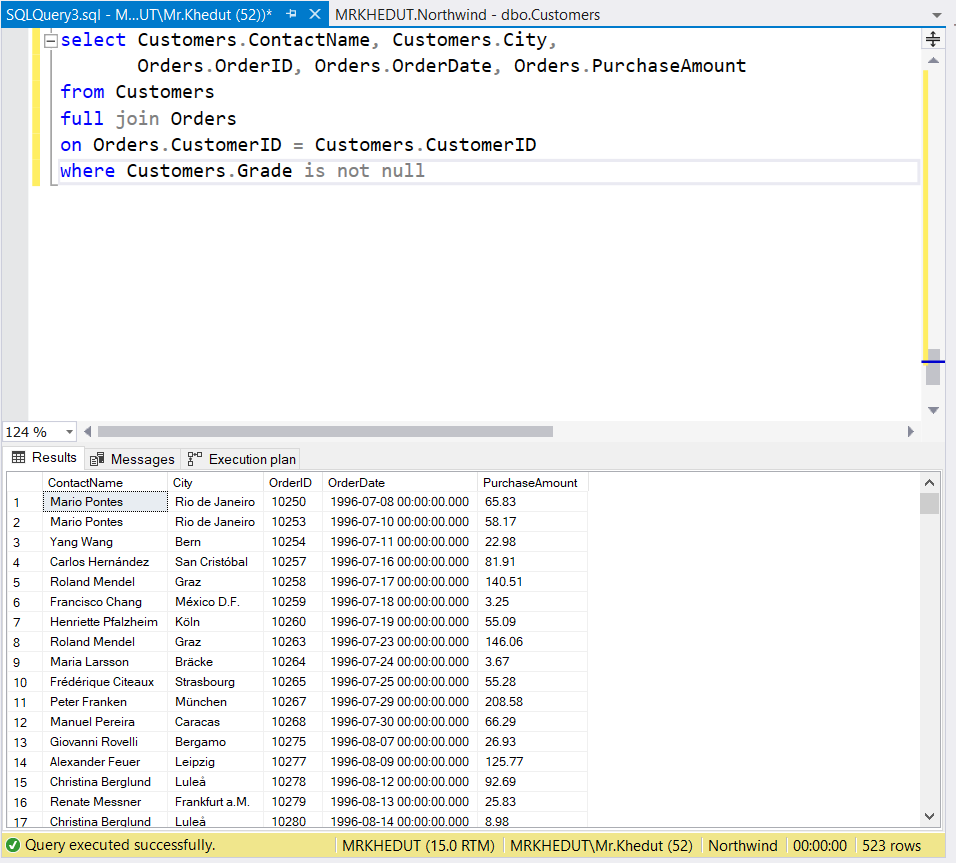 SQLQuery3.sql - M...UT\Mr.Khedut (52))* MRKHEDUT.Northwind - dbo.Customers
select Customers.ContactName, Customers.City,
Orders.OrderID, Orders.OrderDate, Orders.PurchaseAmount
from Customers
full join Orders
on Orders.CustomerID = Customers.CustomerID
where Customers.Grade is not null
124 %
Results Messages Execution plan
ContactName City OrderID OrderDate PurchaseAmount
1 Mario Pontes Rio de Janeiro 10250 1996-07-08 00:00:00.000 65.83
2 Mario Pontes Rio de Janeiro 10253 1996-07-10 00:00:00.000 58.17
3 Yang Wang Bern 10254 1996-07-11 00:00:00.000 22.98
4 Carlos Hernández San Cristóbal 10257 1996-07-16 00:00:00.000 81.91
5 Roland Mendel Graz 10258 1996-07-17 00:00:00.000 140.51
6 Francisco Chang México D.F. 10259 1996-07-18 00:00:00.000 3.25
7 Henriette Pfalzheim Köln 10260 1996-07-19 00:00:00.000 55.09
8 Roland Mendel Graz 10263 1996-07-23 00:00:00.000 146.06
9 Maria Larsson Bräcke 10264 1996-07-24 00:00:00.000 3.67
10 Frédérique Citeaux Strasbourg 10265 1996-07-25 00:00:00.000 55.28
11 Peter Franken München 10267 1996-07-29 00:00:00.000 208.58
12 Manuel Pereira Caracas 10268 1996-07-30 00:00:00.000 66.29
13 Giovanni Rovelli Bergamo 10275 1996-08-07 00:00:00.000 26.93
14 Alexander Feuer Leipzig 10277 1996-08-09 00:00:00.000 125.77
15 Christina Berglund Luleå 10278 1996-08-12 00:00:00.000 92.69
16 Renate Messner Frankfurt a.M. 10279 1996-08-13 00:00:00.000 25.83
17 Christina Berglund Luleå 10280 1996-08-14 00:00:00.000 8.98
Query executed successfully. MRKHEDUT (15.0 RTM) MRKHEDUT\Mr.Khedut (52) Northwind 00:00:00 523 rows